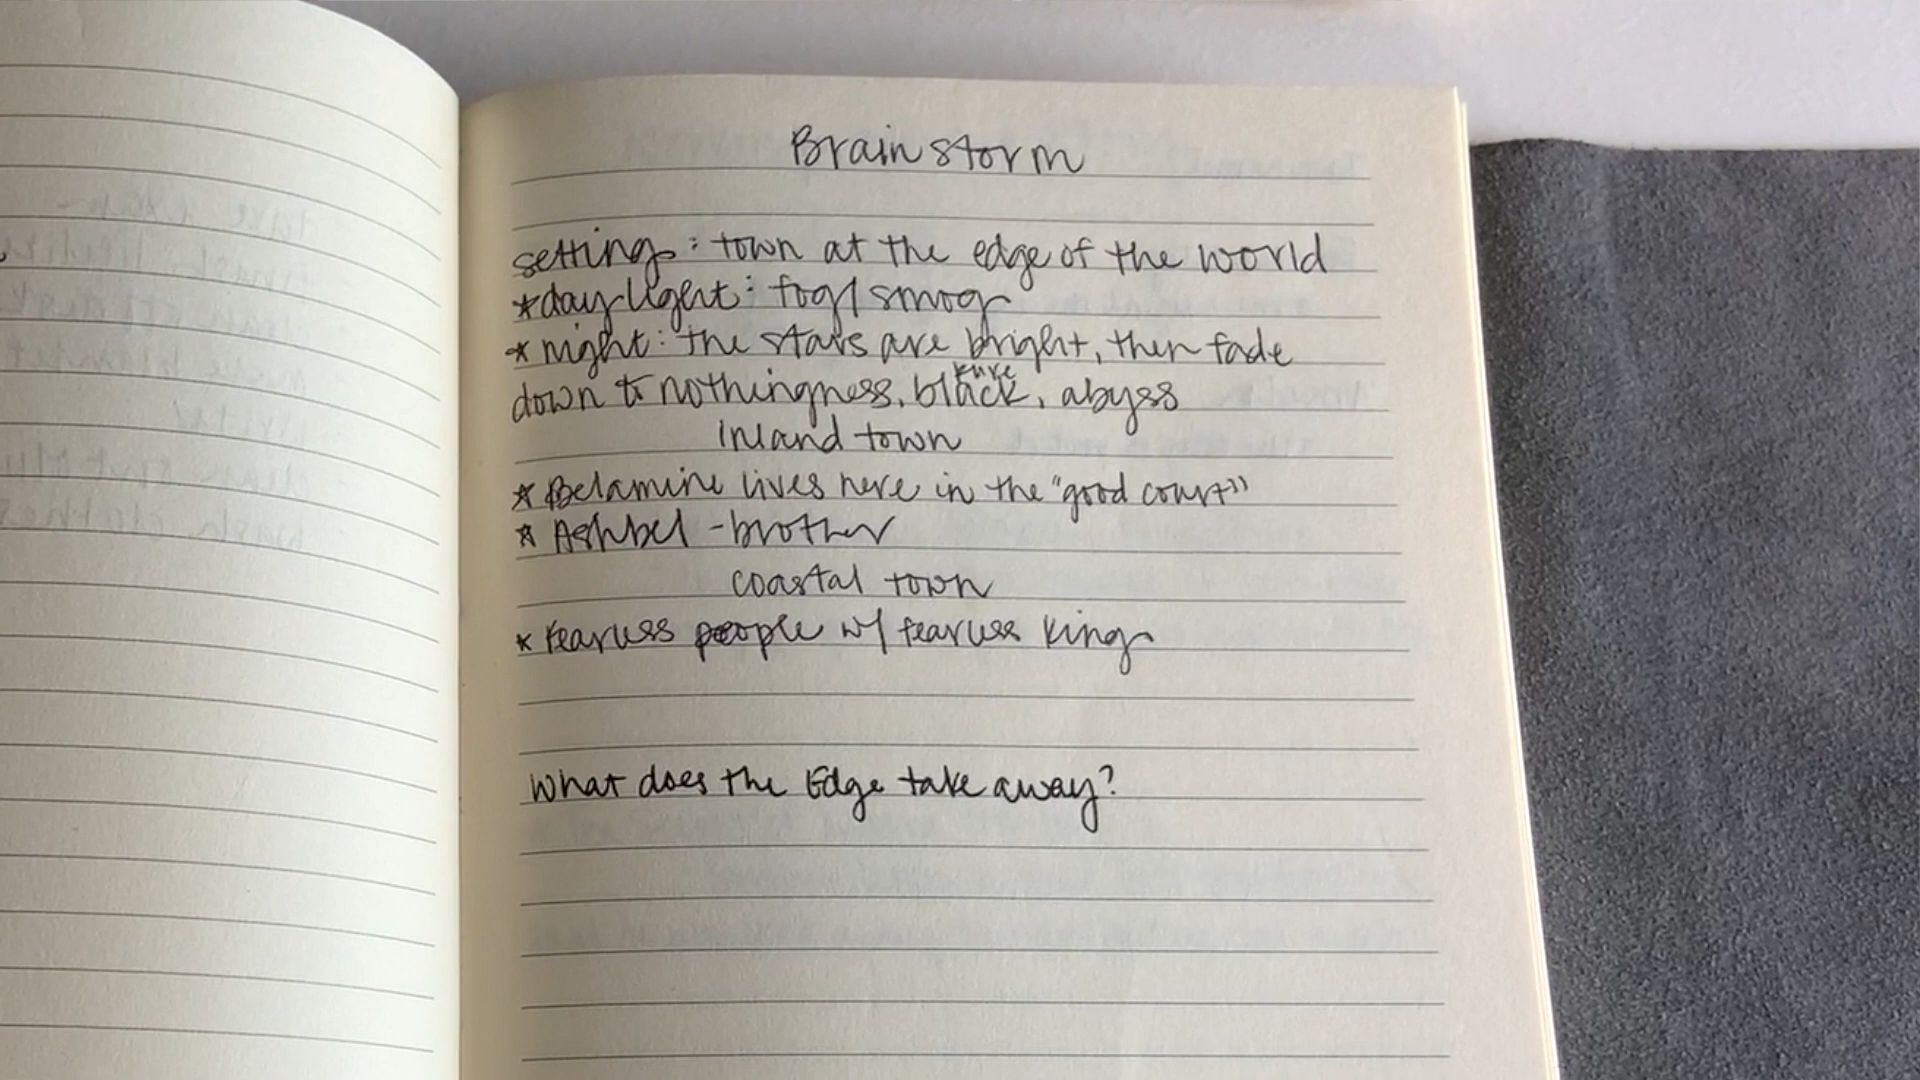 Brainstorm
setting: town at the edge of the world
* daylight: fog/smog
* night: the stars are bright, then fade
pure
down to nothingness, black, abyss
inland town
* Belamine lives here in the "good court"
* Ashbel - brother
coastal town
* fearless people w/ fearless king
What does the Edge take away?